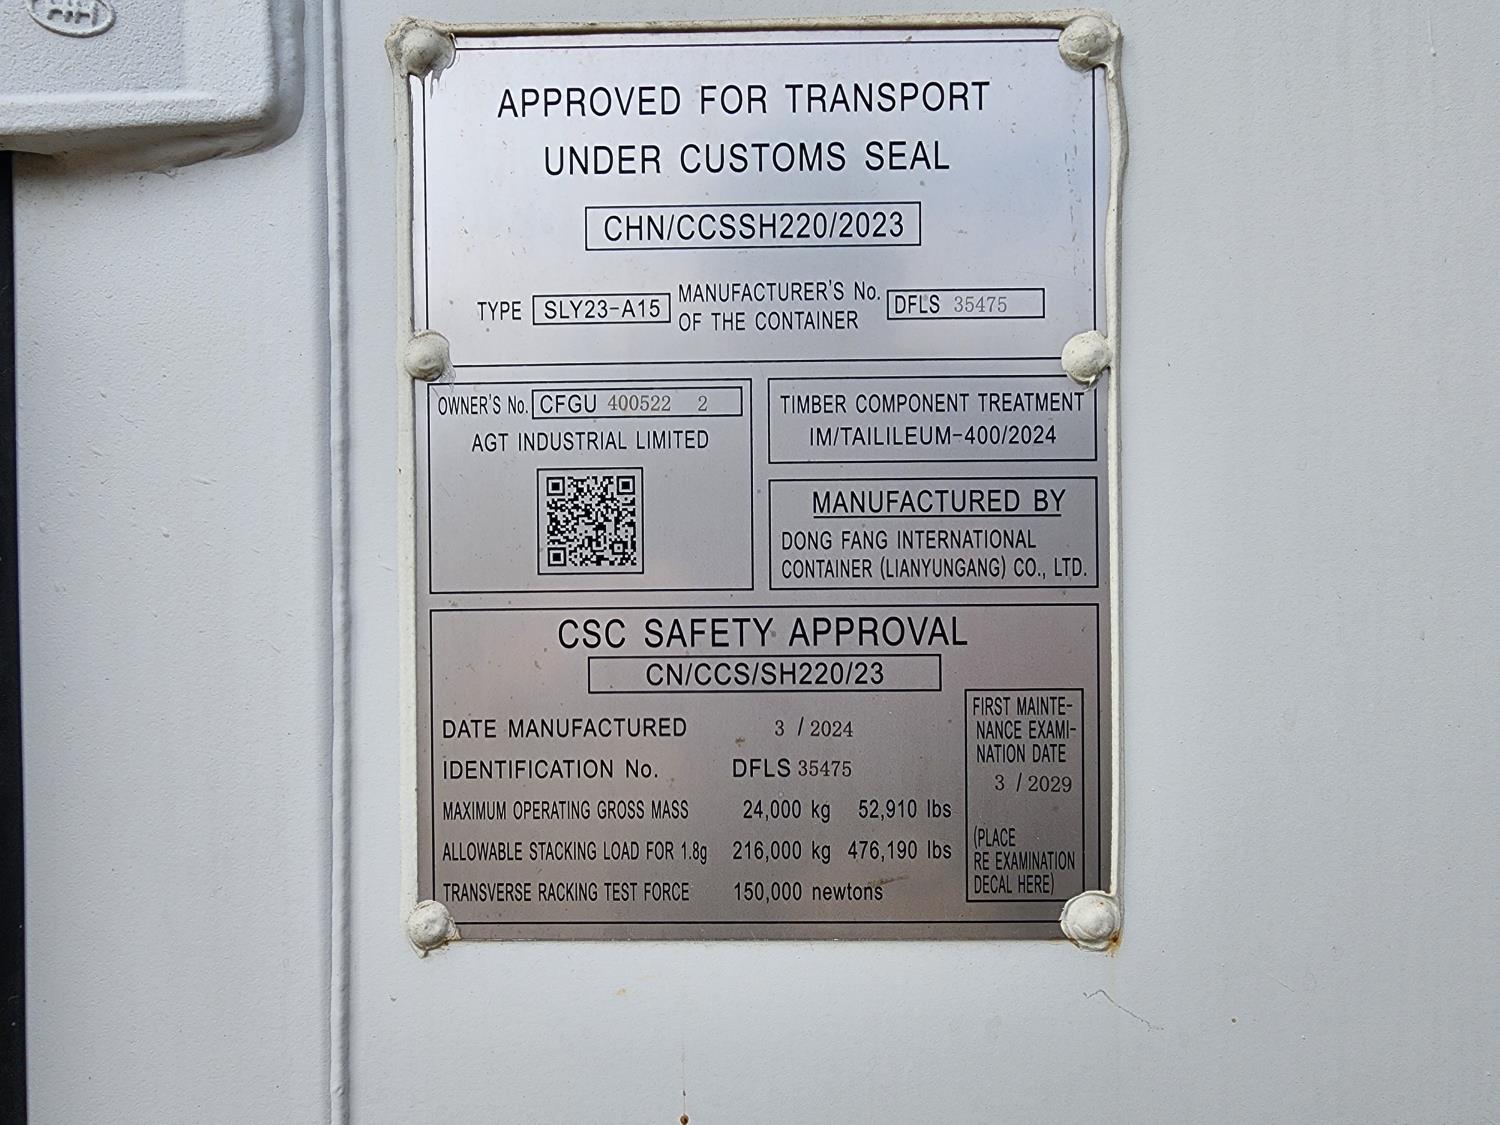 APPROVED FOR TRANSPORT
UNDER CUSTOMS SEAL
CHN/CCSSH220/2023
TYPE SLY23-A15 MANUFACTURER'S No. OF THE CONTAINER DFLS 35475
OWNER'S No. CFGU 400522 2
AGT INDUSTRIAL LIMITED
TIMBER COMPONENT TREATMENT
IM/TAILILEUM-400/2024
MANUFACTURED BY
DONG FANG INTERNATIONAL
CONTAINER (LIANYUNGANG) CO., LTD.
CSC SAFETY APPROVAL
CN/CCS/SH220/23
DATE MANUFACTURED 3 / 2024
IDENTIFICATION No. DFLS 35475
MAXIMUM OPERATING GROSS MASS 24,000 kg 52,910 lbs
ALLOWABLE STACKING LOAD FOR 1.8g 216,000 kg 476,190 lbs
TRANSVERSE RACKING TEST FORCE 150,000 newtons
FIRST MAINTE-
NANCE EXAMI-
NATION DATE
3 / 2029
(PLACE
RE EXAMINATION
DECAL HERE)